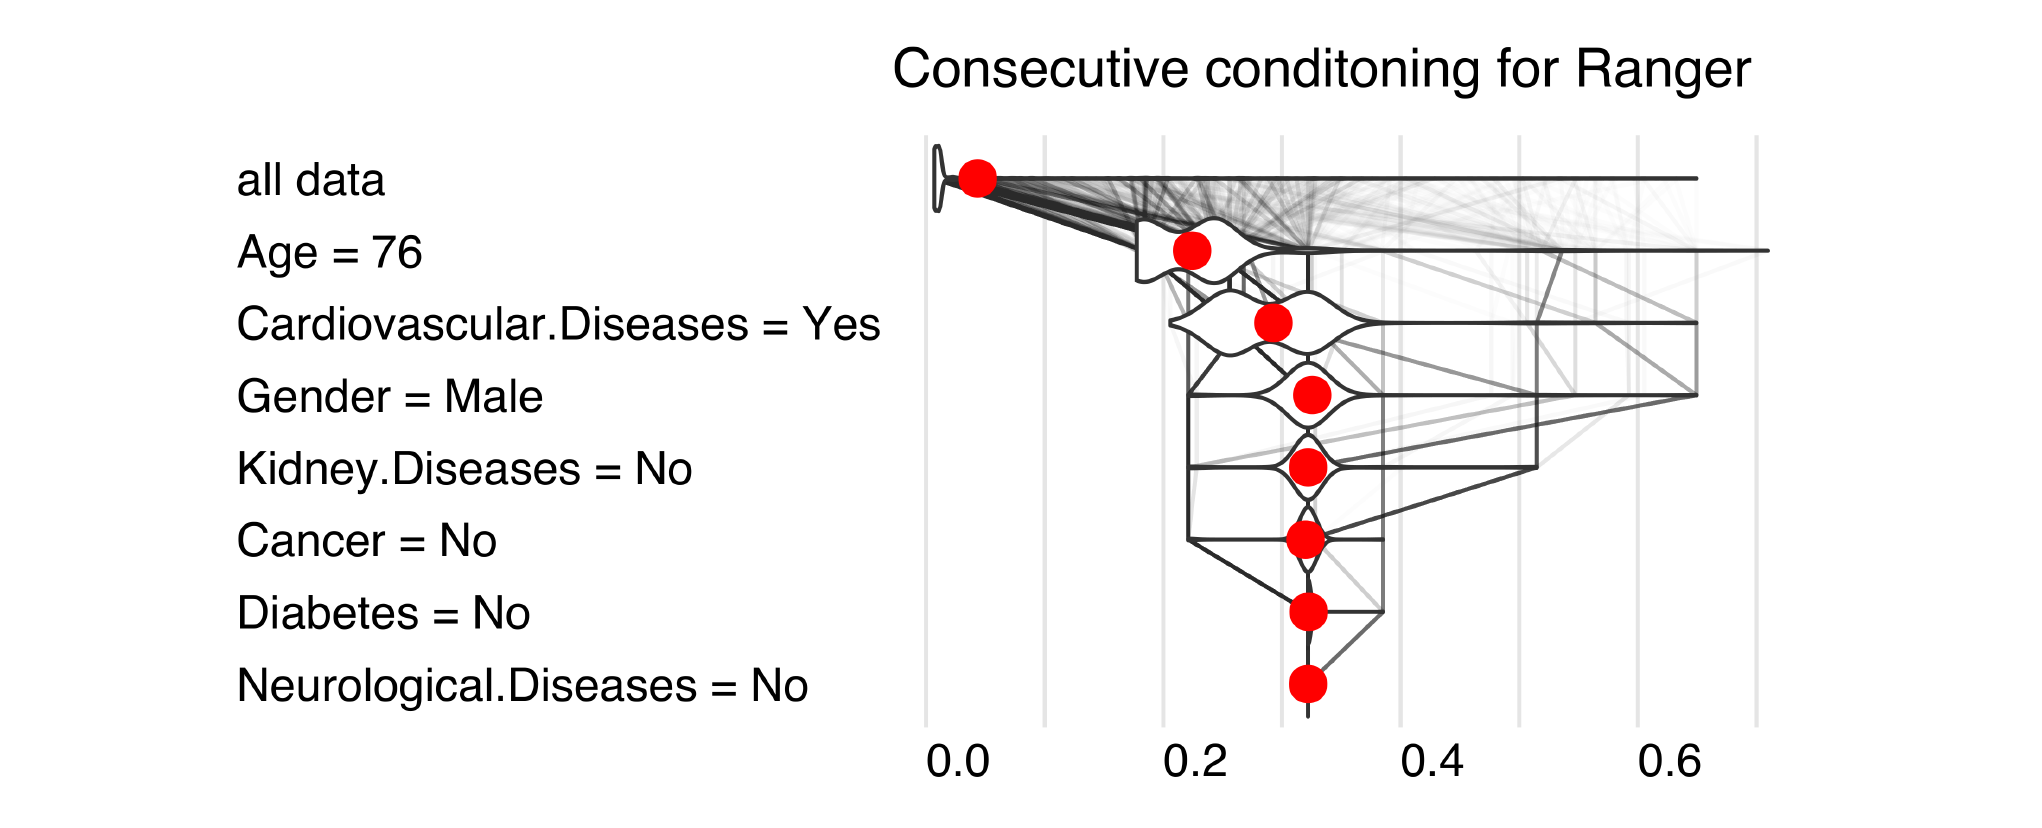 Consecutive conditoning for Ranger
all data
Age = 76
Cardiovascular.Diseases = Yes
Gender = Male
Kidney.Diseases = No
Cancer = No
Diabetes = No
Neurological.Diseases = No
0.0 0.2 0.4 0.6